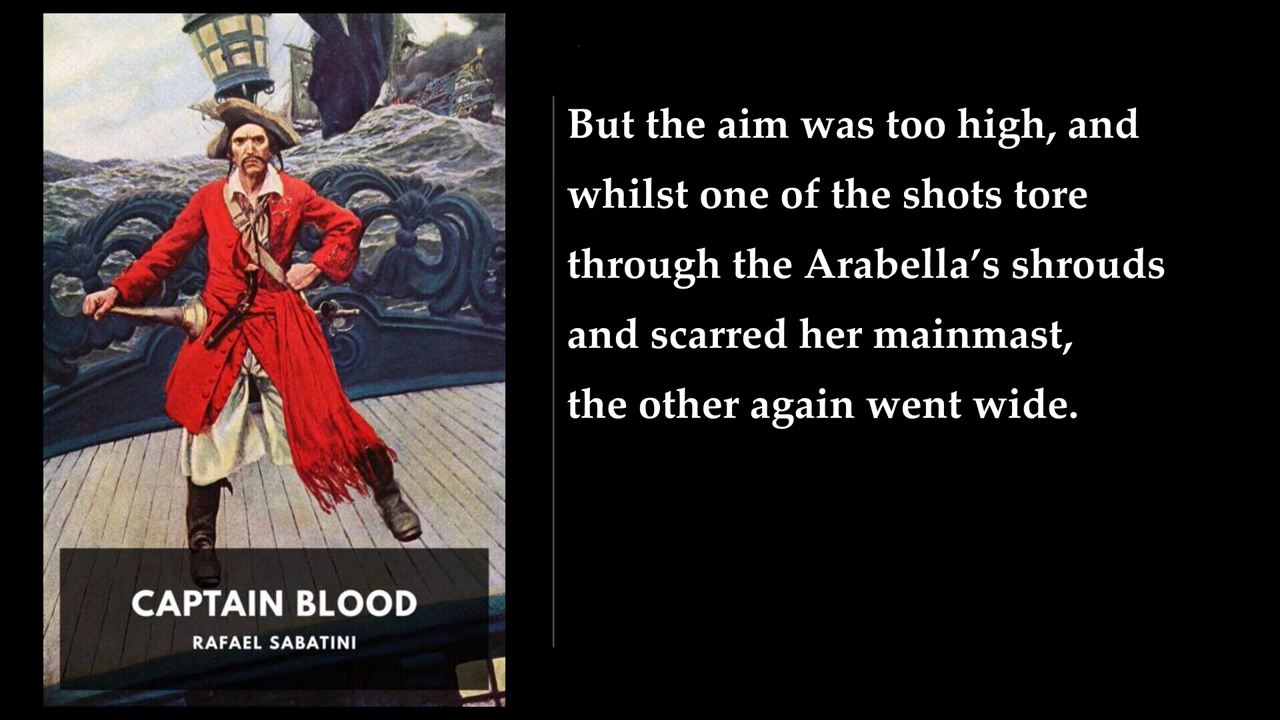 CAPTAIN BLOOD
RAFAEL SABATINI
But the aim was too high, and
whilst one of the shots tore
through the Arabella’s shrouds
and scarred her mainmast,
the other again went wide.